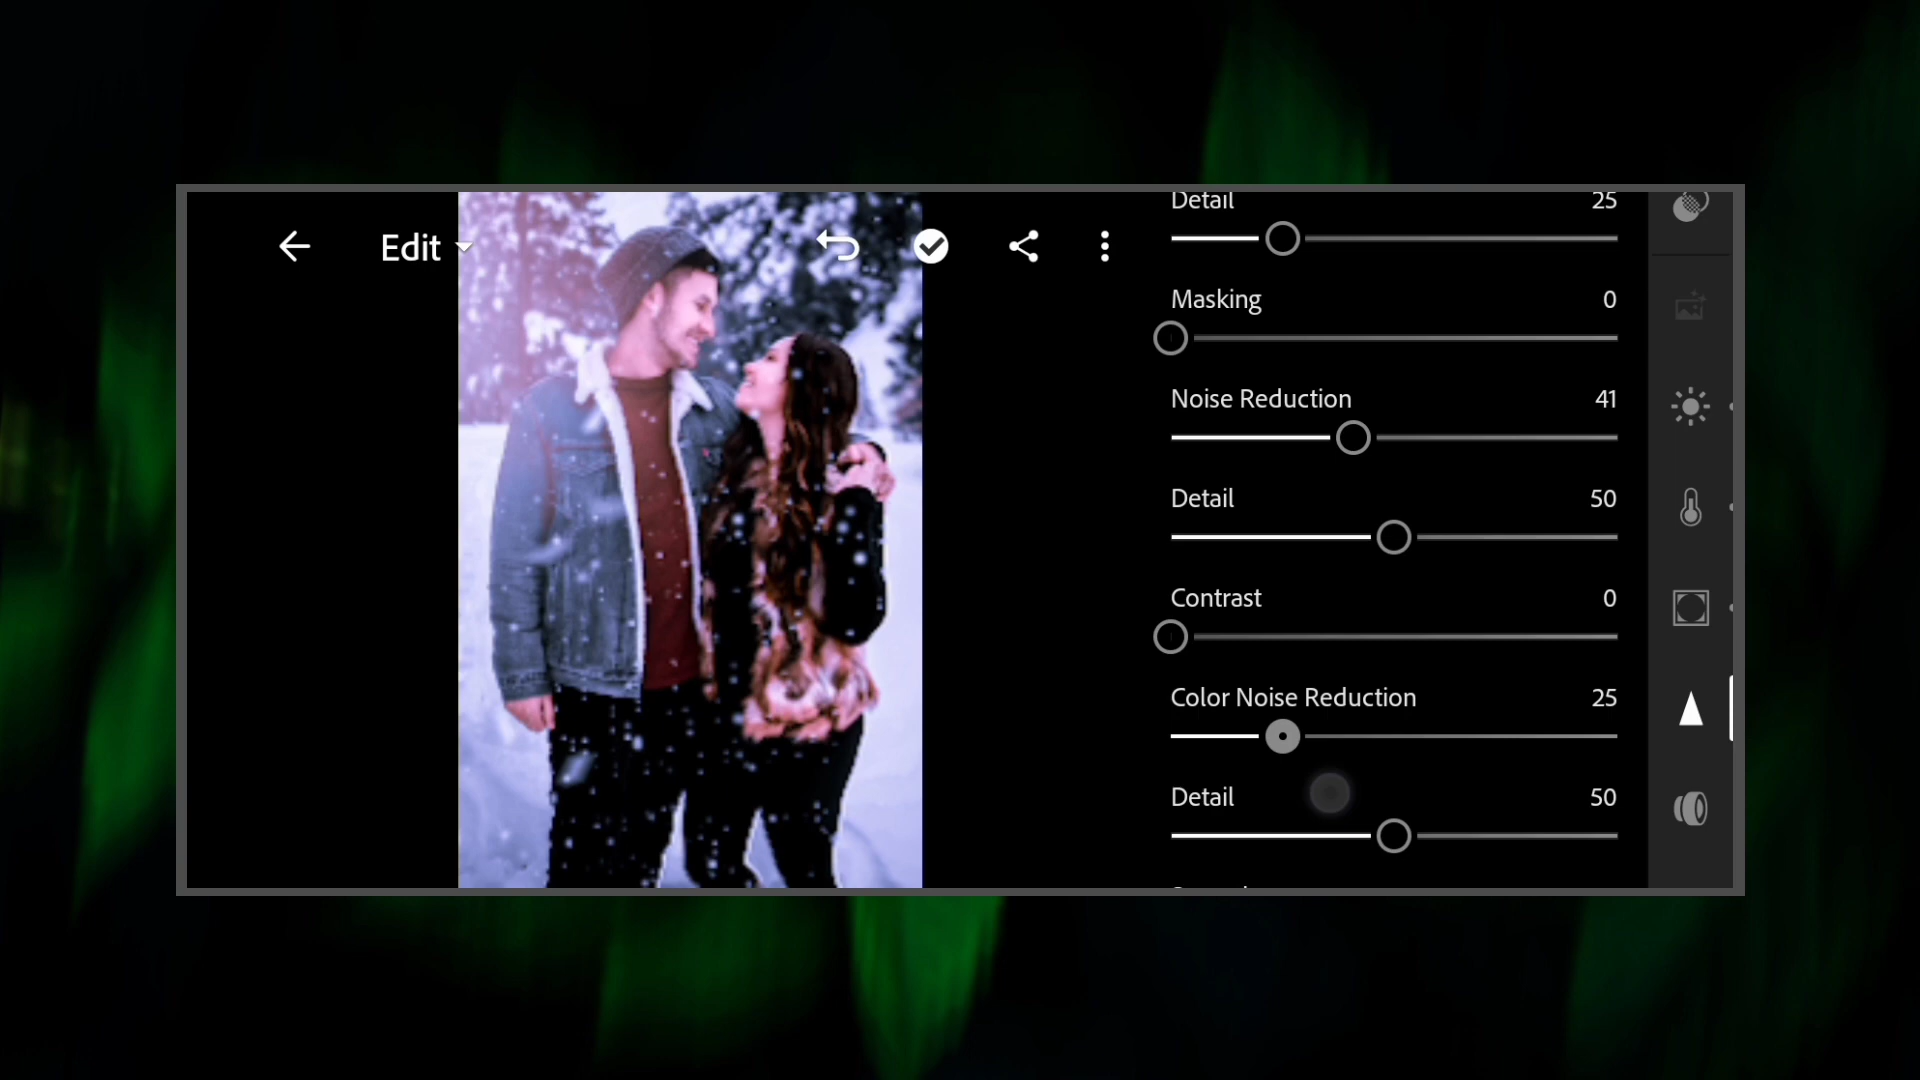 Edit
Detail 25
Masking 0
Noise Reduction 41
Detail 50
Contrast 0
Color Noise Reduction 25
Detail 50